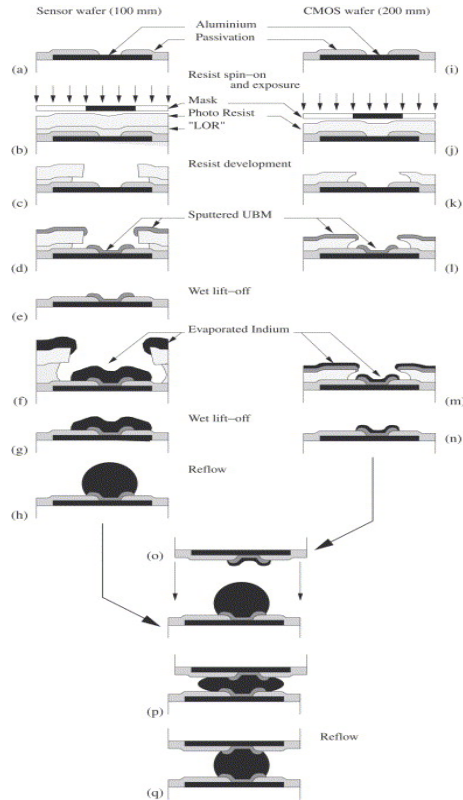 Sensor wafer (100 mm)
CMOS wafer (200 mm)
Aluminium
Passivation
(a)
(i)
Resist spin-on
and exposure
Mask
Photo Resist
"LOR"
(b)
(j)
Resist development
(c)
(k)
Sputtered UBM
(d)
(l)
Wet lift-off
(e)
Evaporated Indium
(f)
(m)
Wet lift-off
(g)
(n)
Reflow
(h)
(o)
(p)
Reflow
(q)